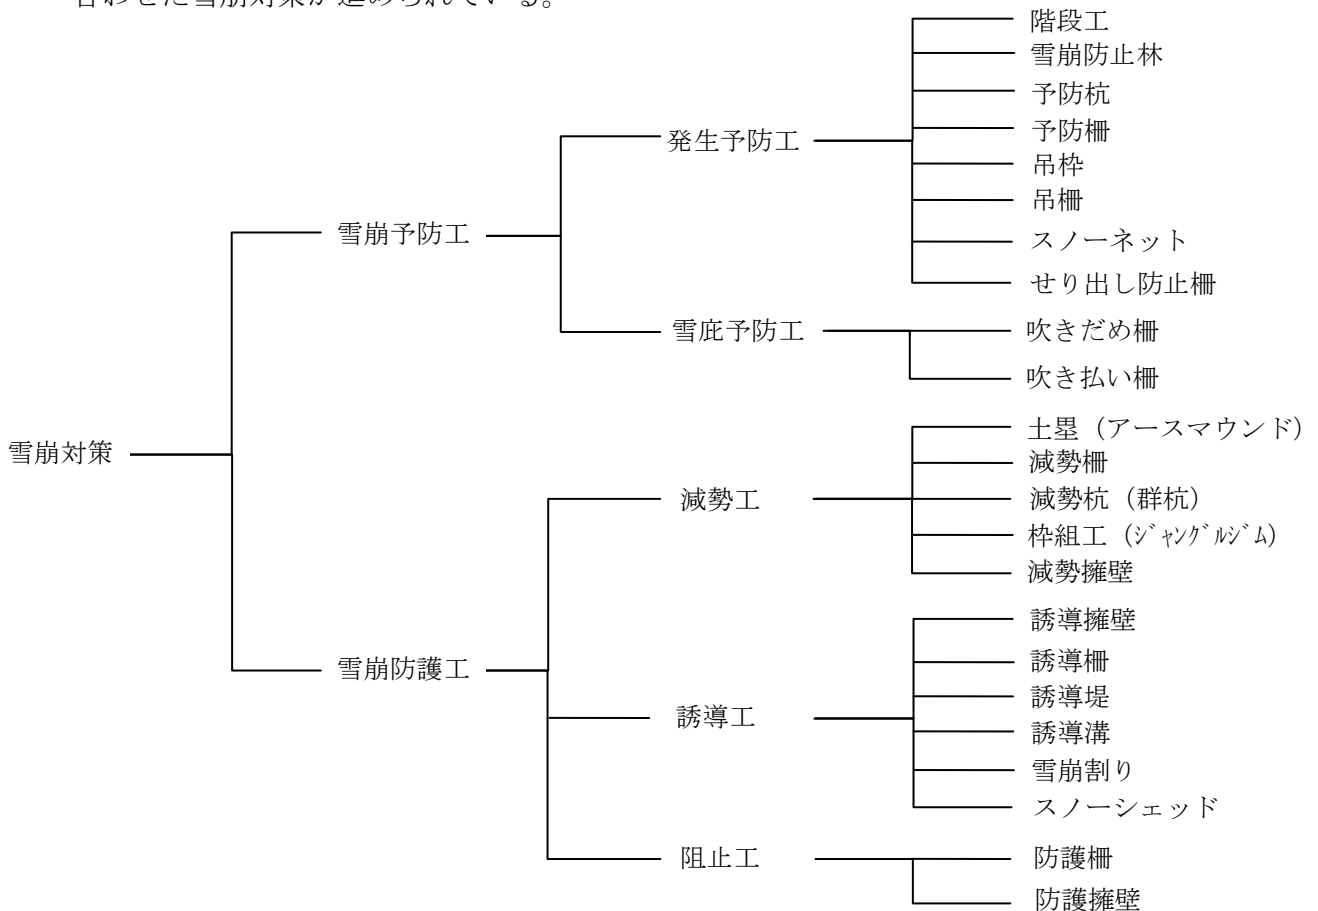 合わせた雪崩対策が進められている。
階段工
雪崩防止林
予防杭
予防柵
発生予防工
吊枠
吊柵
雪崩予防工
スノーネット
せり出し防止柵
雪庇予防工
吹きだめ柵
吹き払い柵
雪崩対策
土塁（アースマウンド）
減勢柵
減勢工
減勢杭（群杭）
枠組工（ｼﾞｬﾝｸﾞﾙｼﾞﾑ）
減勢擁壁
誘導擁壁
雪崩防護工
誘導柵
誘導堤
誘導工
誘導溝
雪崩割り
スノーシェッド
阻止工
防護柵
防護擁壁